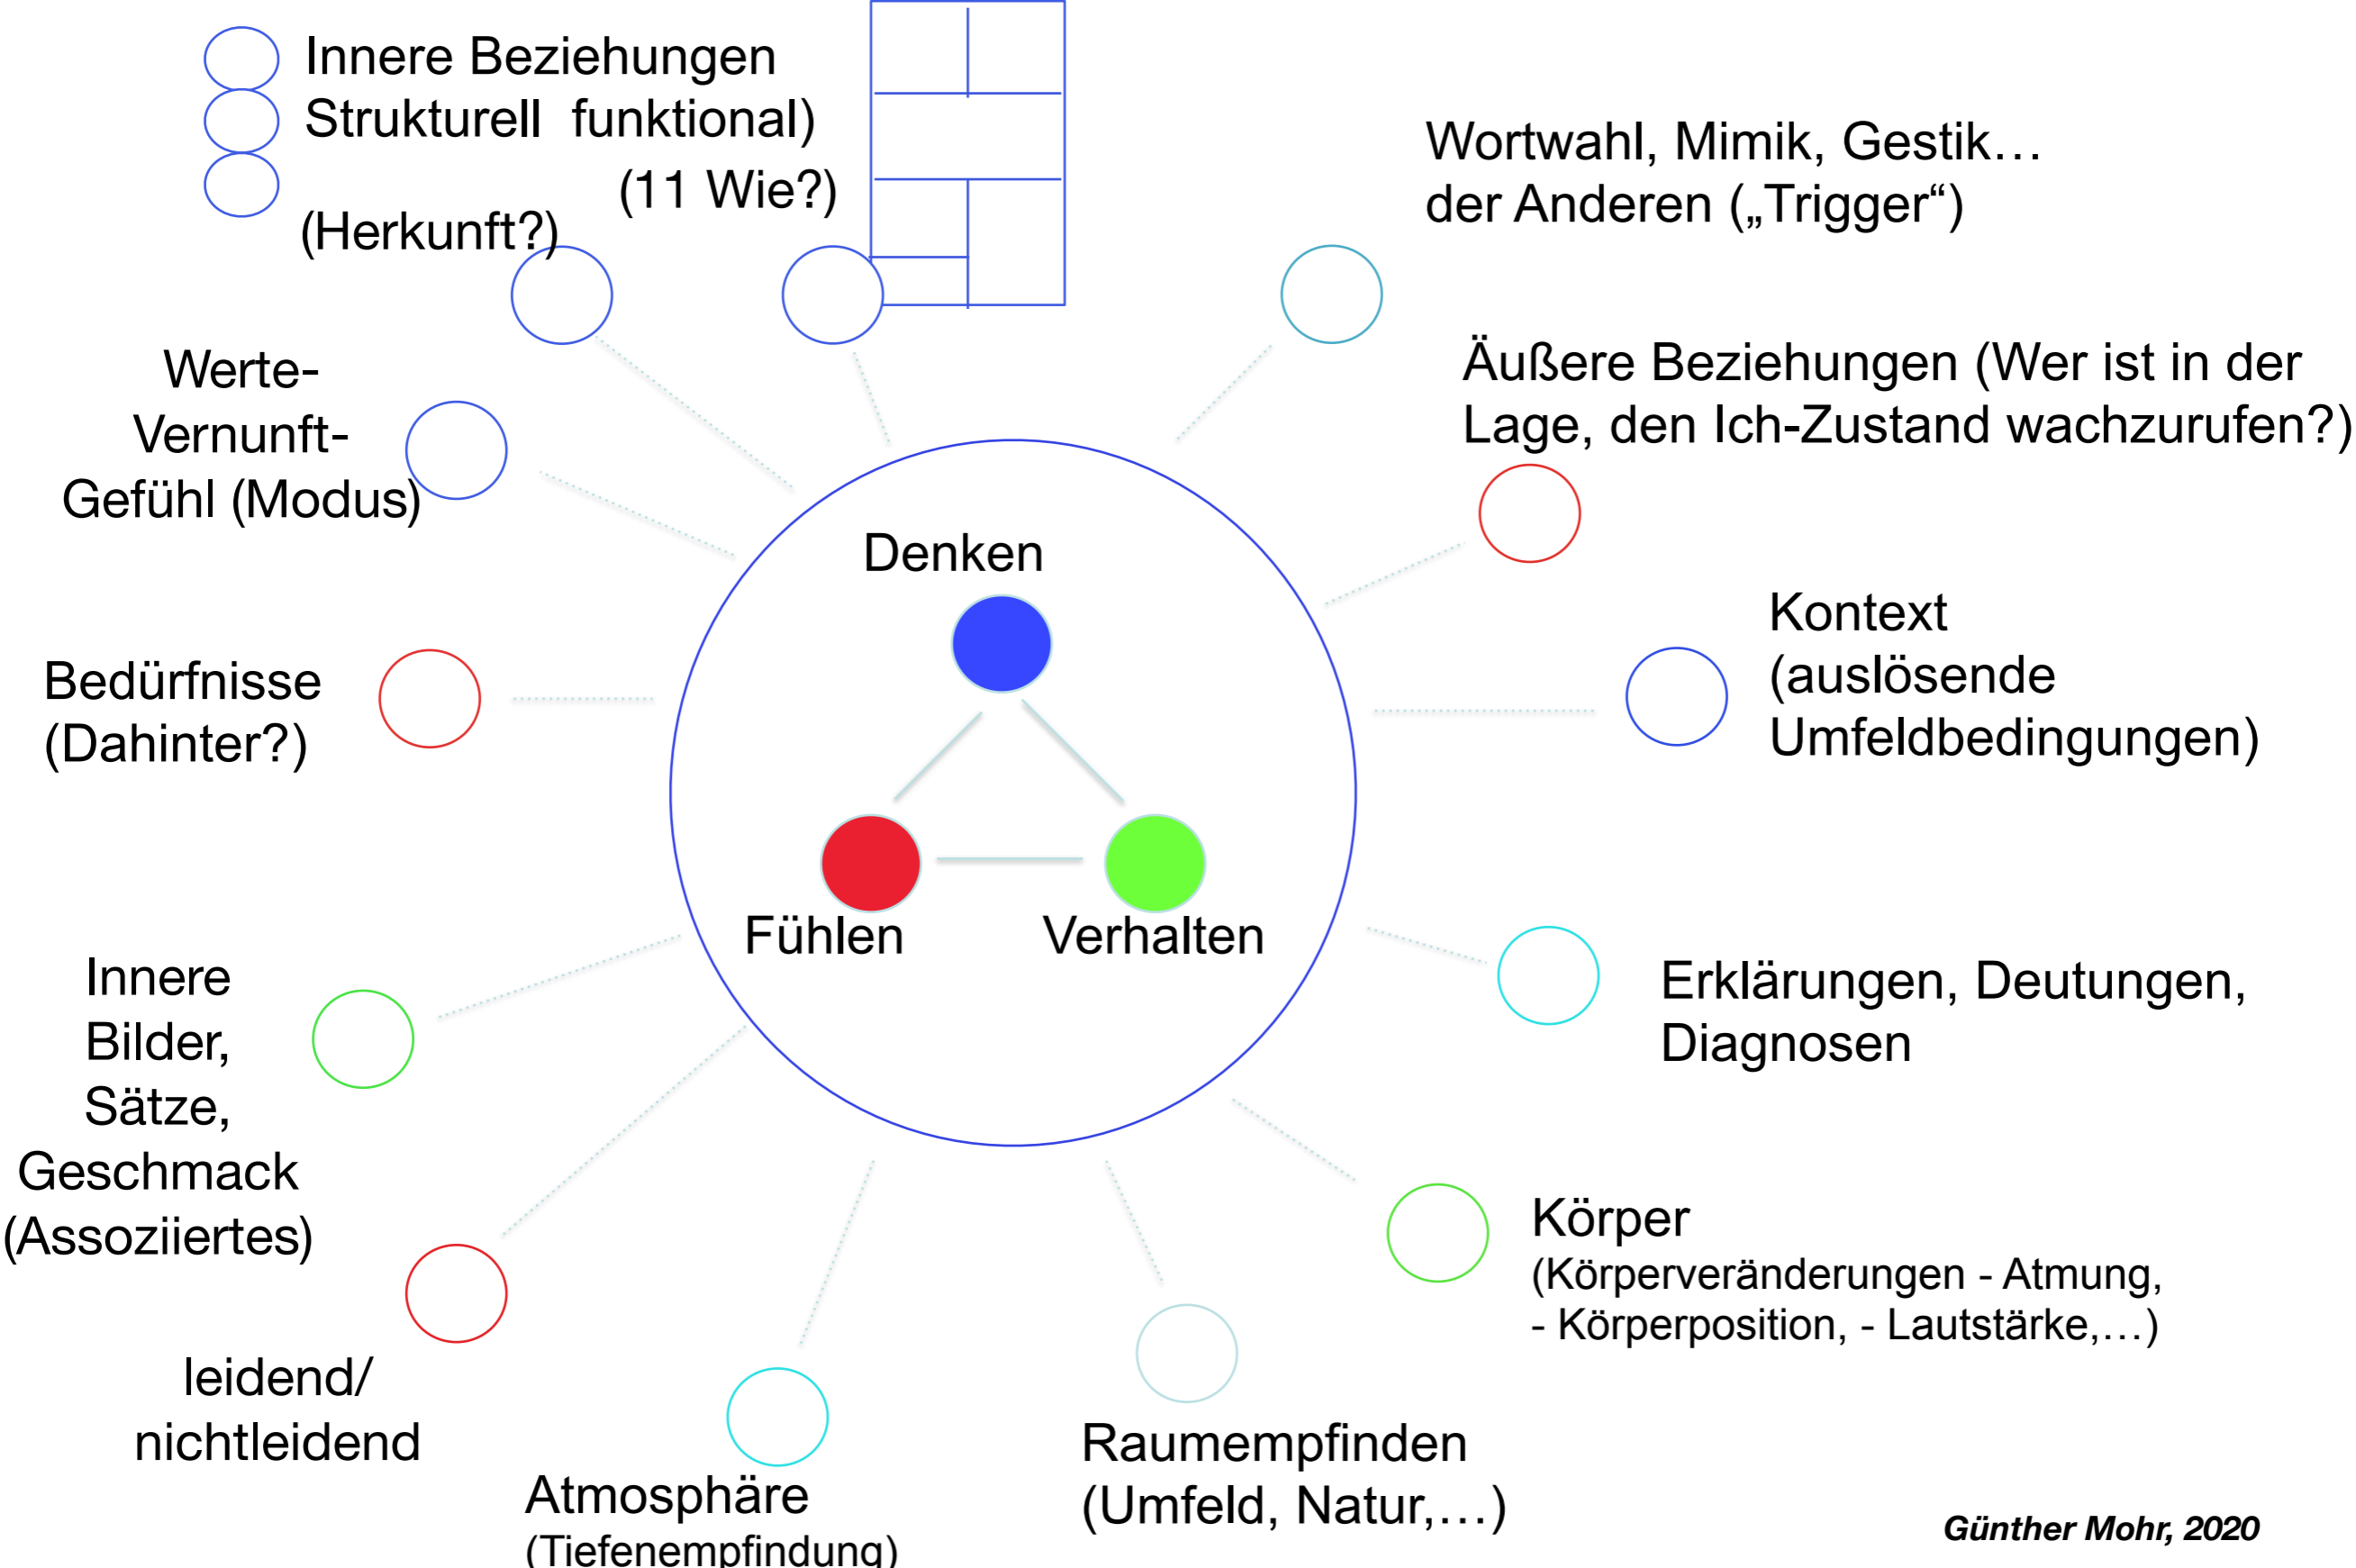 Innere Beziehungen
Strukturell funktional)
(11 Wie?)
(Herkunft?)
Wortwahl, Mimik, Gestik…
der Anderen („Trigger“)
Werte-
Vernunft-
Gefühl (Modus)
Äußere Beziehungen (Wer ist in der
Lage, den Ich-Zustand wachzurufen?)
Denken
Kontext
(auslösende
Umfeldbedingungen)
Bedürfnisse
(Dahinter?)
Fühlen
Verhalten
Innere
Bilder,
Sätze,
Geschmack
(Assoziiertes)
Erklärungen, Deutungen,
Diagnosen
Körper
(Körperveränderungen - Atmung,
- Körperposition, - Lautstärke,…)
leidend/
nichtleidend
Atmosphäre
(Tiefenempfindung)
Raumempfinden
(Umfeld, Natur,…)
Günther Mohr, 2020